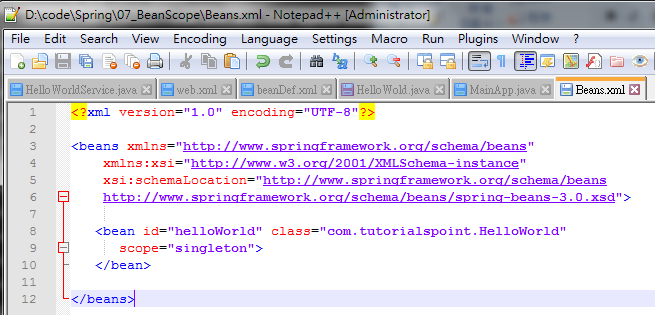 D:\code\Spring\07_BeanScope\Beans.xml - Notepad++ [Administrator]
File Edit Search View Encoding Language Settings Macro Run Plugins Window ?
HelloWorldService.java web.xml beanDef.xml HelloWold.java MainApp.java Beans.xml
1 <?xml version="1.0" encoding="UTF-8"?>
2
3 <beans xmlns="http://www.springframework.org/schema/beans"
4 xmlns:xsi="http://www.w3.org/2001/XMLSchema-instance"
5 xsi:schemaLocation="http://www.springframework.org/schema/beans
6 http://www.springframework.org/schema/beans/spring-beans-3.0.xsd">
7
8 <bean id="helloWorld" class="com.tutorialspoint.HelloWorld"
9 scope="singleton">
10 </bean>
11
12 </beans>